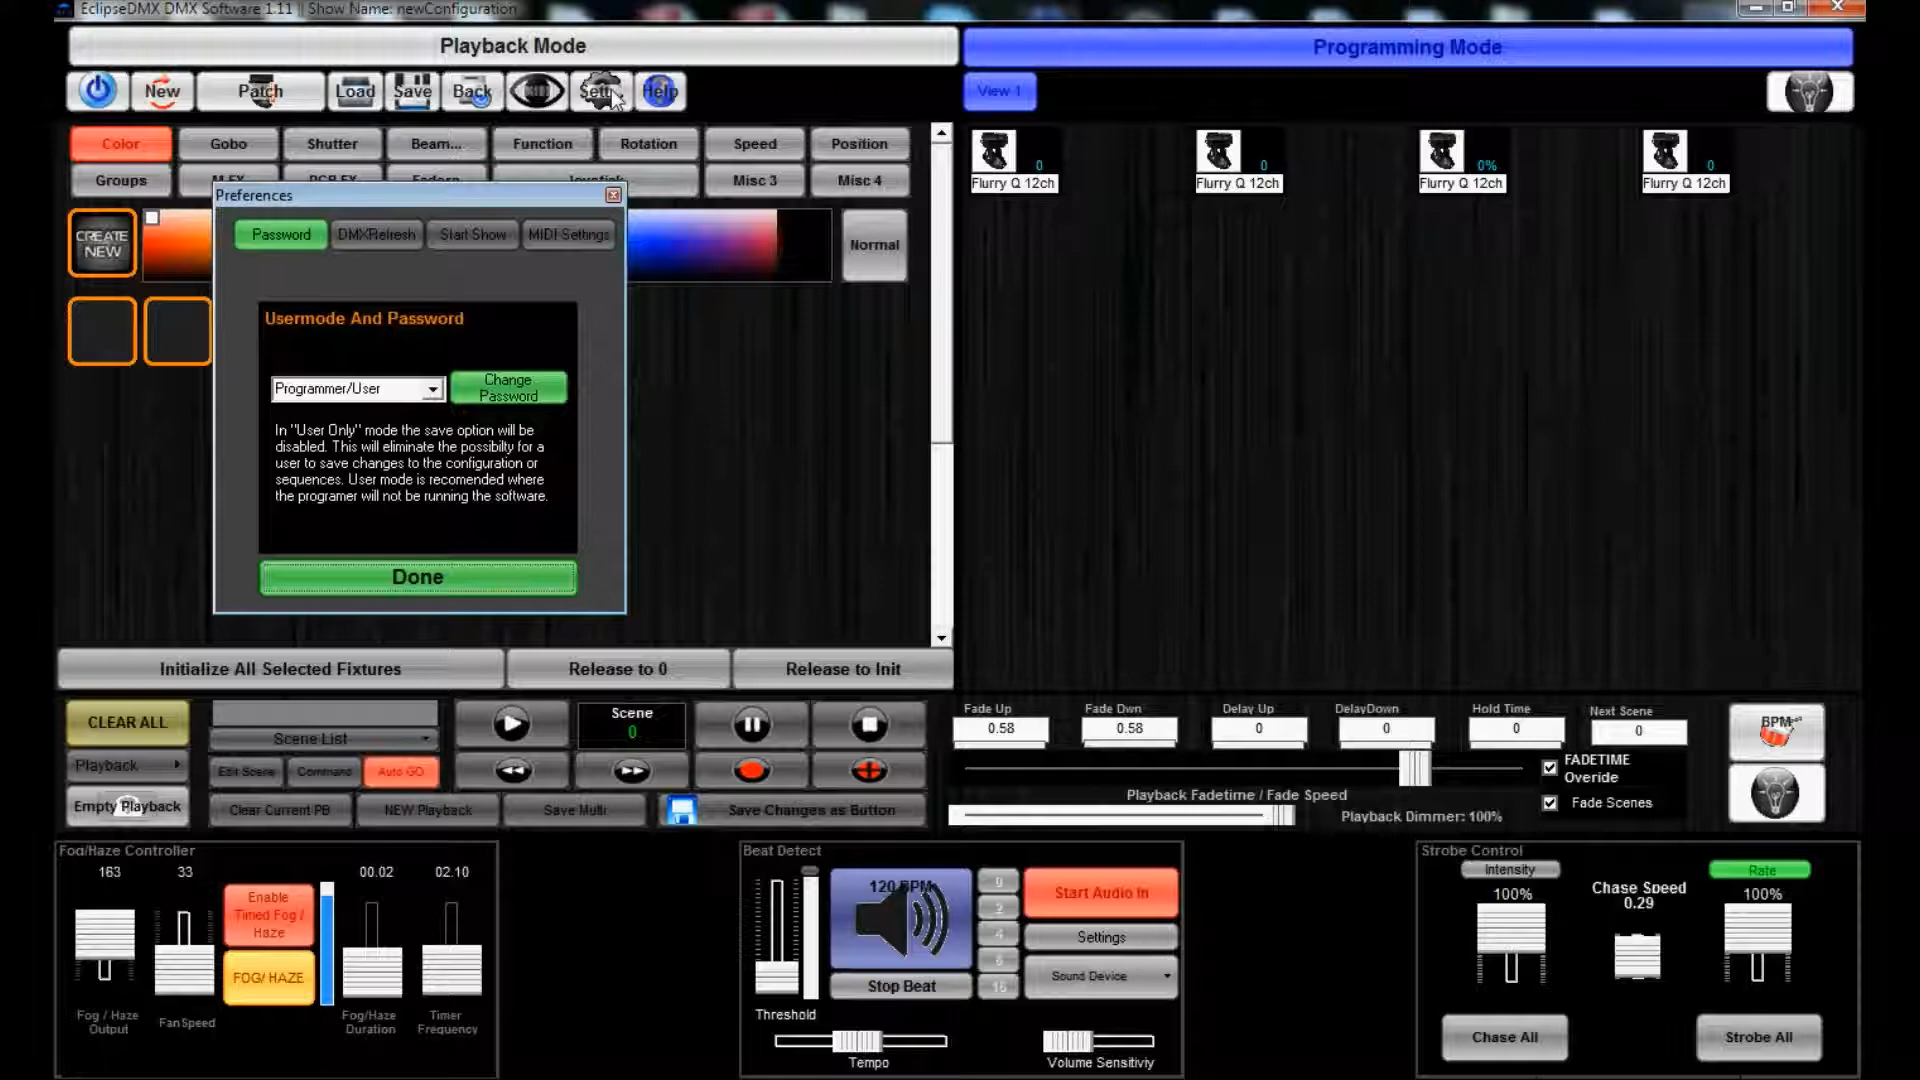 EclipseDMX DMX Software 1.11 || Show Name: newConfiguration
Playback Mode
Programming Mode
New
Patch
Load
Save
Back
Help
View 1
Color
Gobo
Shutter
Beam...
Function
Rotation
Speed
Position
Groups
Misc 3
Misc 4
Preferences
Password
DMXRefresh
Start Show
MIDI Settings
CREATE
NEW
Normal
Usermode And Password
Programmer/User
Change
Password
In "User Only" mode the save option will be
disabled. This will eliminate the possibilty for a
user to save changes to the configuration or
sequences. User mode is recomended where
the programer will not be running the software.
Done
0
0
0%
0
Flurry Q 12ch
Flurry Q 12ch
Flurry Q 12ch
Flurry Q 12ch
Initialize All Selected Fixtures
Release to 0
Release to Init
CLEAR ALL
Scene List
Playback
Edit Scene
Command
Auto GO
Empty Playback
Clear Current PB
NEW Playback
Save Multi
Save Changes as Button
Scene
0
Fade Up
Fade Dwn
Delay Up
DelayDown
Hold Time
Next Scene
0.58
0.58
0
0
0
0
BPM
FADETIME
Overide
Fade Scenes
Playback Fadetime / Fade Speed
Playback Dimmer: 100%
Fog/Haze Controller
163
33
00.02
02.10
Enable
Timed Fog /
Haze
FOG/ HAZE
Fog / Haze
Output
FanSpeed
Fog/Haze
Duration
Timer
Frequency
Beat Detect
120 BPM
Stop Beat
Threshold
Tempo
2
4
16
Start Audio In
Settings
Sound Device
Volume Sensitiviy
Strobe Control
Intensity
100%
Chase Speed
0.29
Rate
100%
Chase All
Strobe All